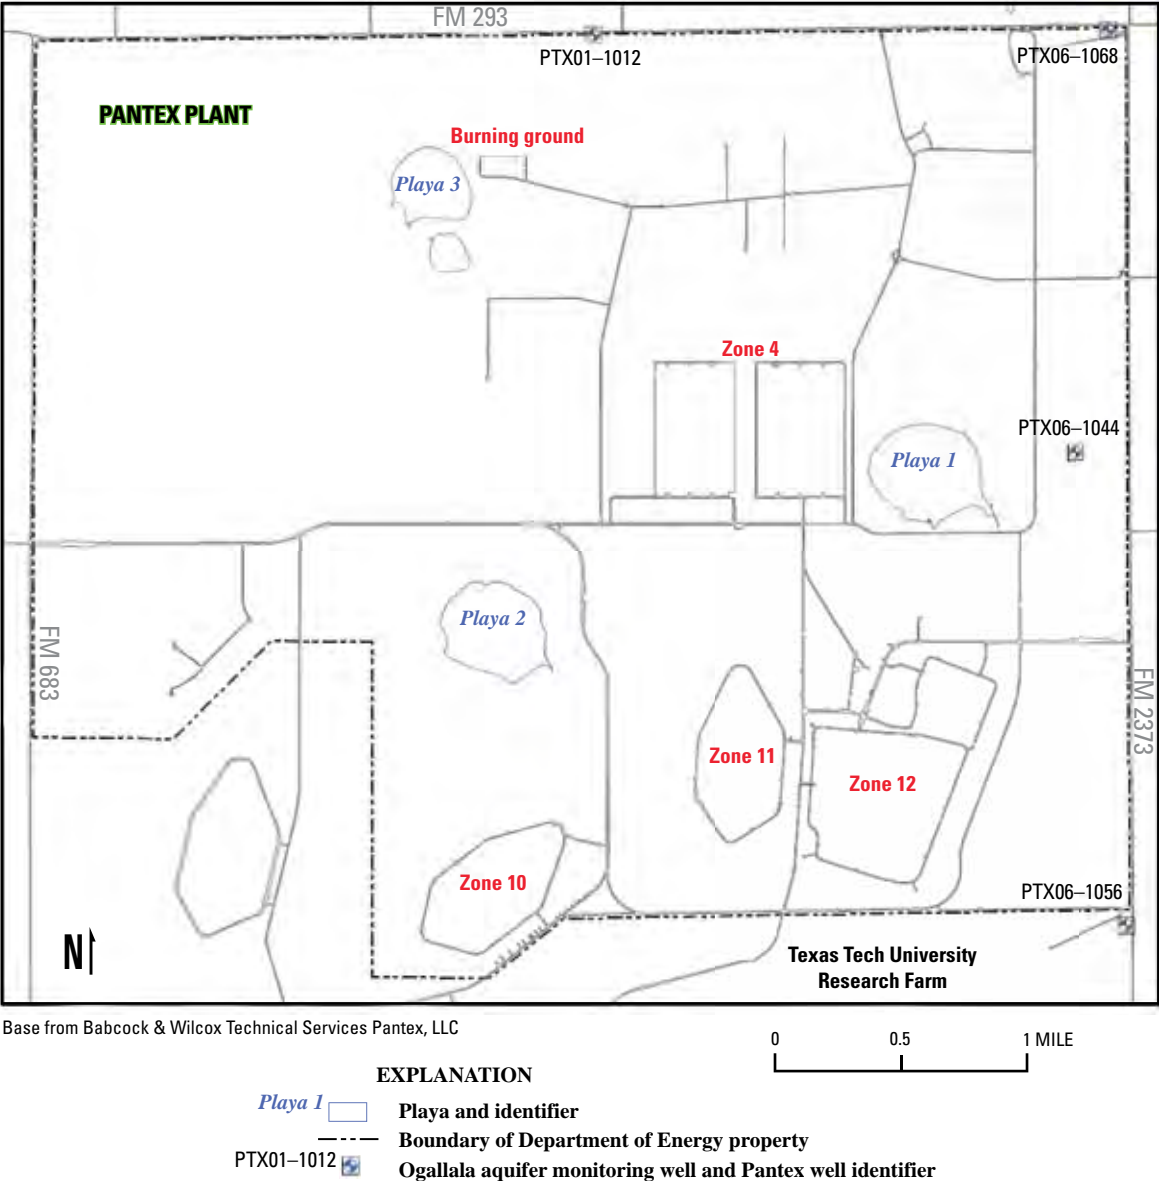 FM 293
PTX01–1012
PTX06–1068
PANTEX PLANT
Burning ground
Playa 3
Zone 4
PTX06–1044
Playa 1
Playa 2
FM 683
FM 2373
Zone 11
Zone 12
Zone 10
PTX06–1056
N
Texas Tech University
Research Farm
Base from Babcock & Wilcox Technical Services Pantex, LLC
0 0.5 1 MILE
EXPLANATION
Playa 1 Playa and identifier
Boundary of Department of Energy property
PTX01–1012 Ogallala aquifer monitoring well and Pantex well identifier